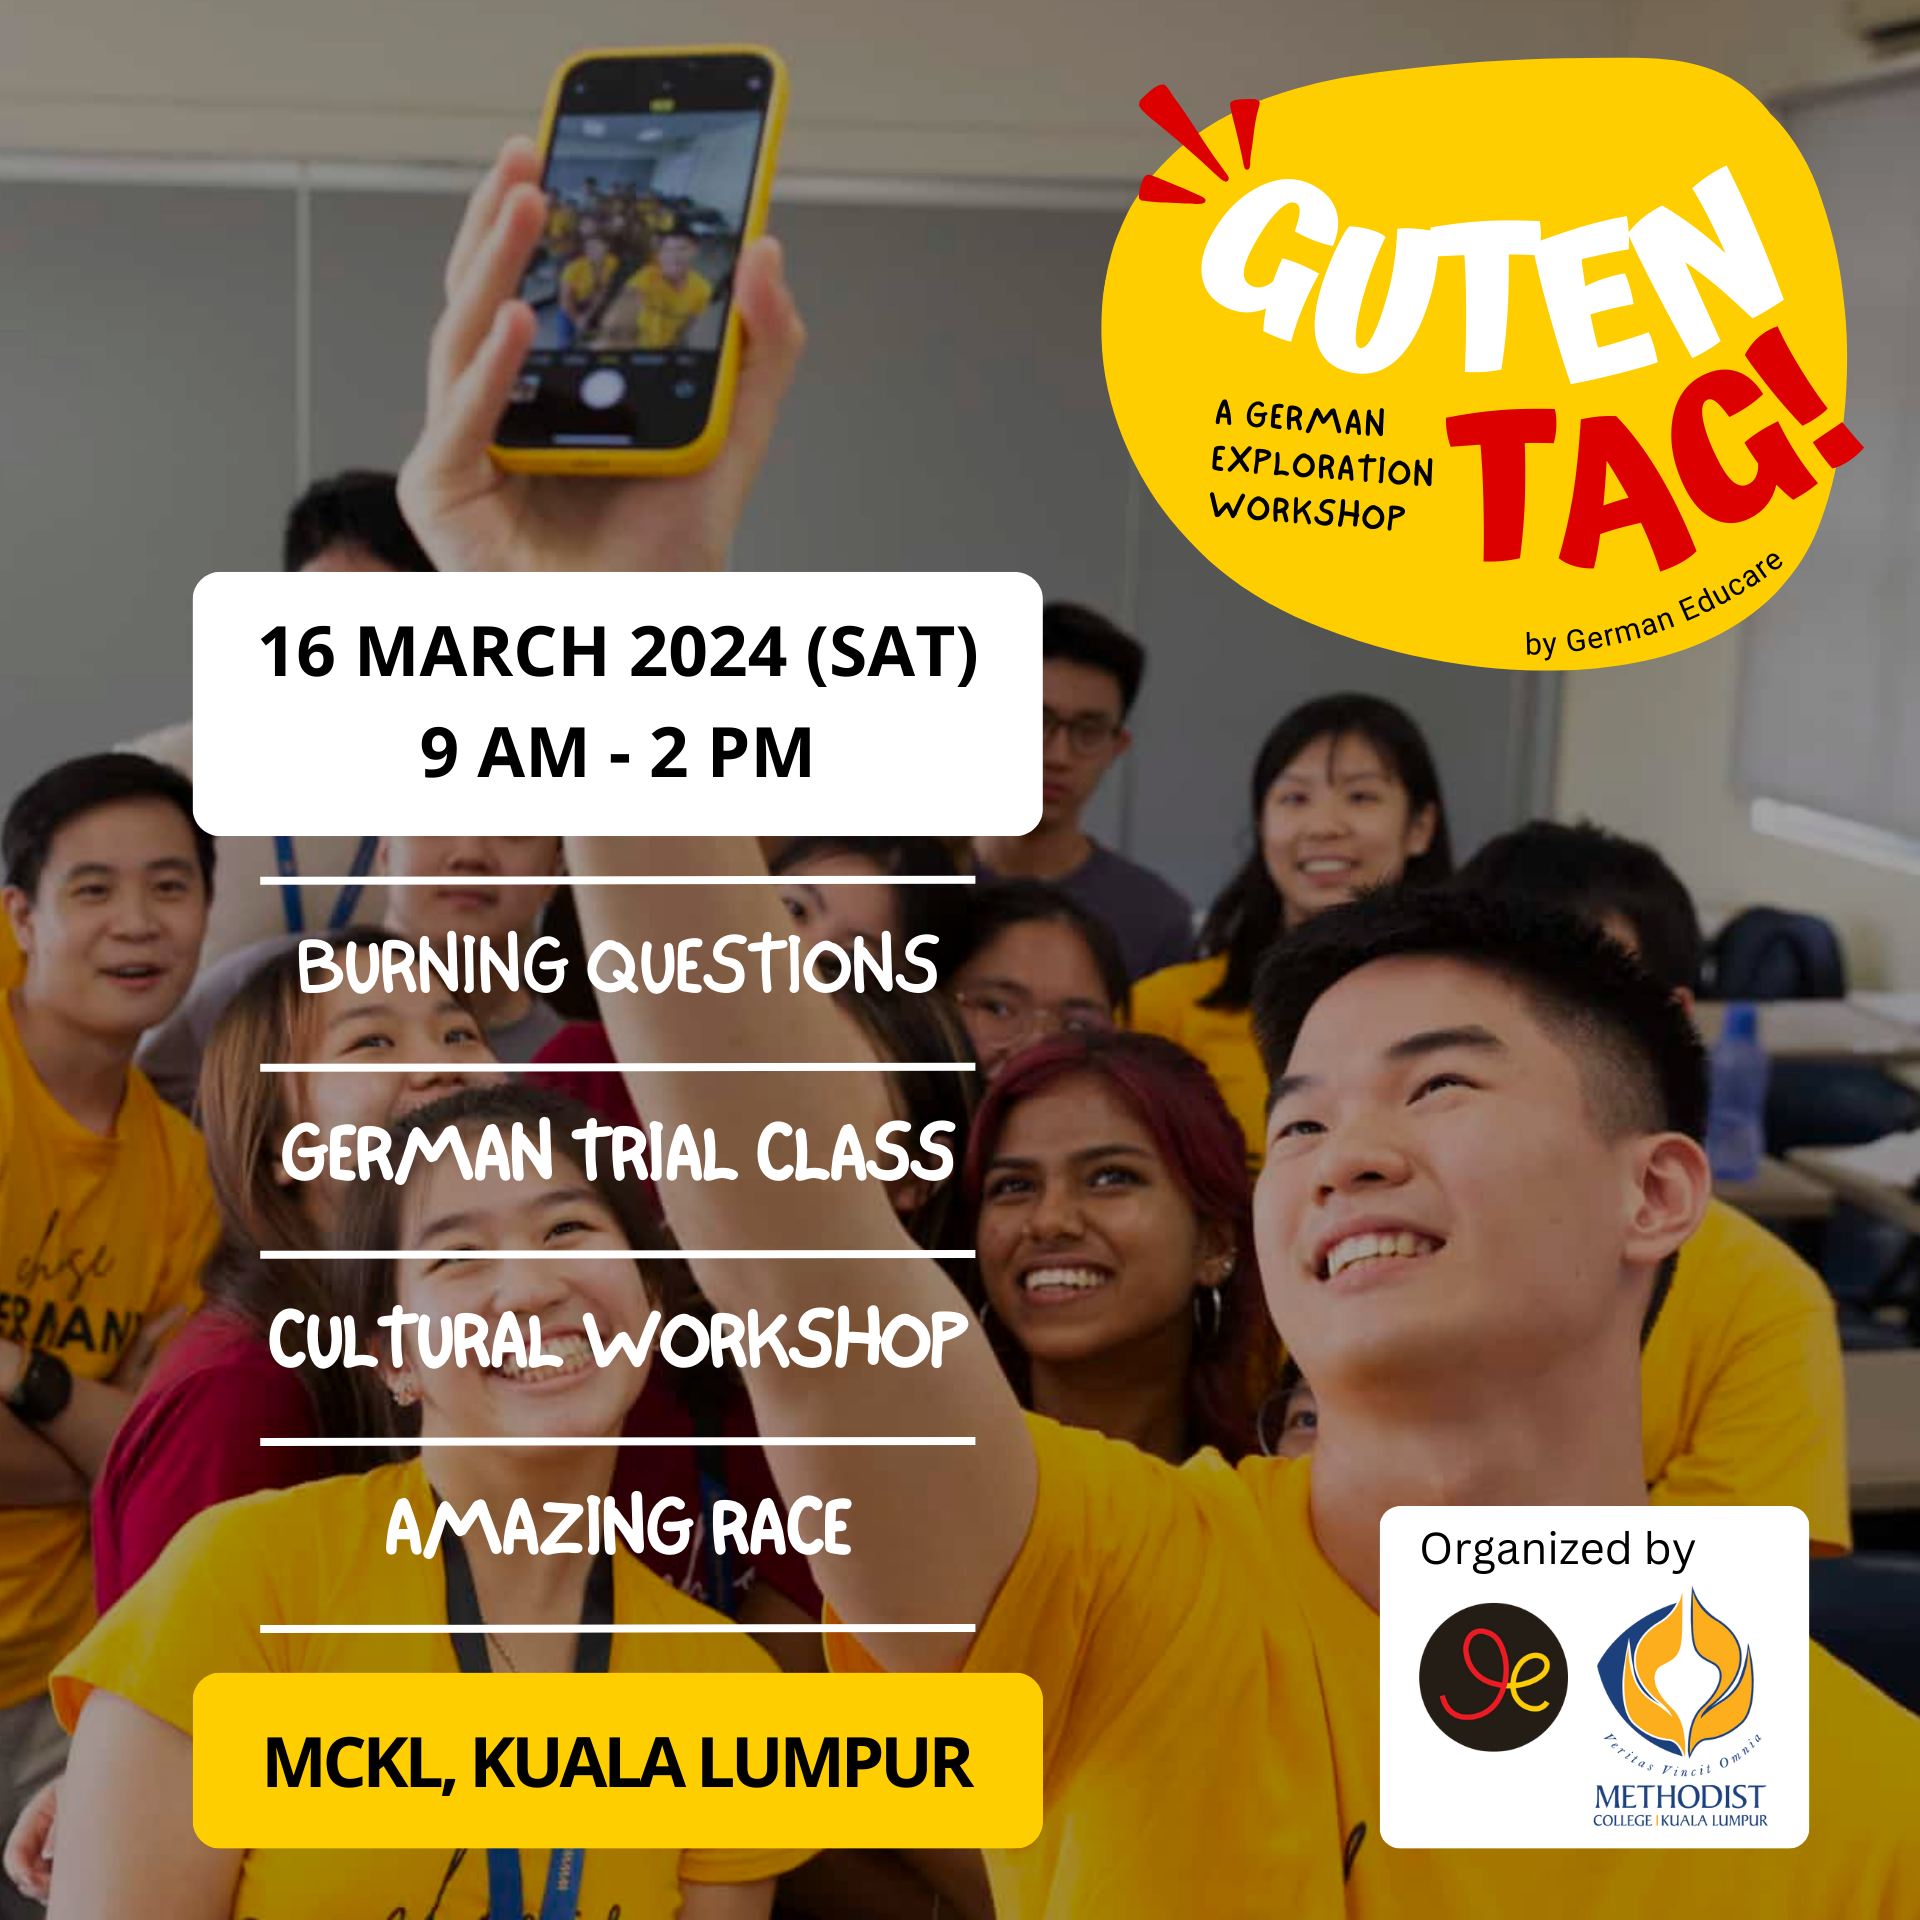 GUTEN
TAG!
A GERMAN
EXPLORATION
WORKSHOP
by German Educare
16 MARCH 2024 (SAT)
9 AM - 2 PM
BURNING QUESTIONS
GERMAN TRIAL CLASS
CULTURAL WORKSHOP
AMAZING RACE
MCKL, KUALA LUMPUR
Organized by
ge
Veritas Vincit Omnia
METHODIST
COLLEGE | KUALA LUMPUR